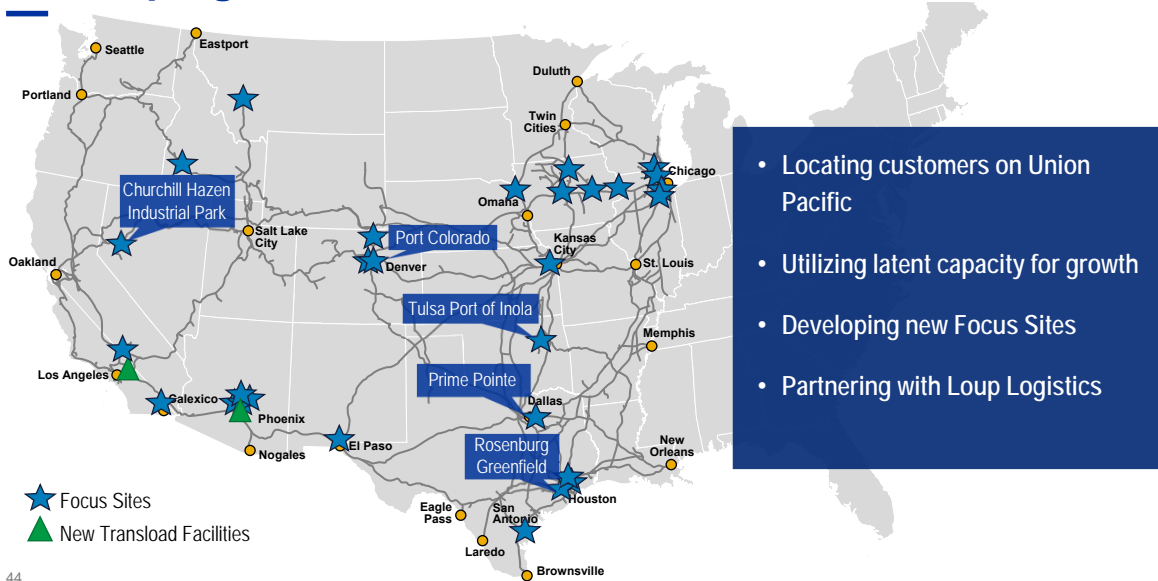 Seattle
Eastport
Portland
Duluth
Twin
Cities
Churchill Hazen
Industrial Park
Chicago
Omaha
Salt Lake
City
Port Colorado
Kansas
City
Oakland
Denver
St. Louis
Tulsa Port of Inola
Memphis
Los Angeles
Prime Pointe
Calexico
Dallas
Phoenix
El Paso
Nogales
Rosenburg
Greenfield
New
Orleans
Houston
Eagle
Pass
San
Antonio
Laredo
Brownsville
Focus Sites
New Transload Facilities
• Locating customers on Union
Pacific
• Utilizing latent capacity for growth
• Developing new Focus Sites
• Partnering with Loup Logistics
44